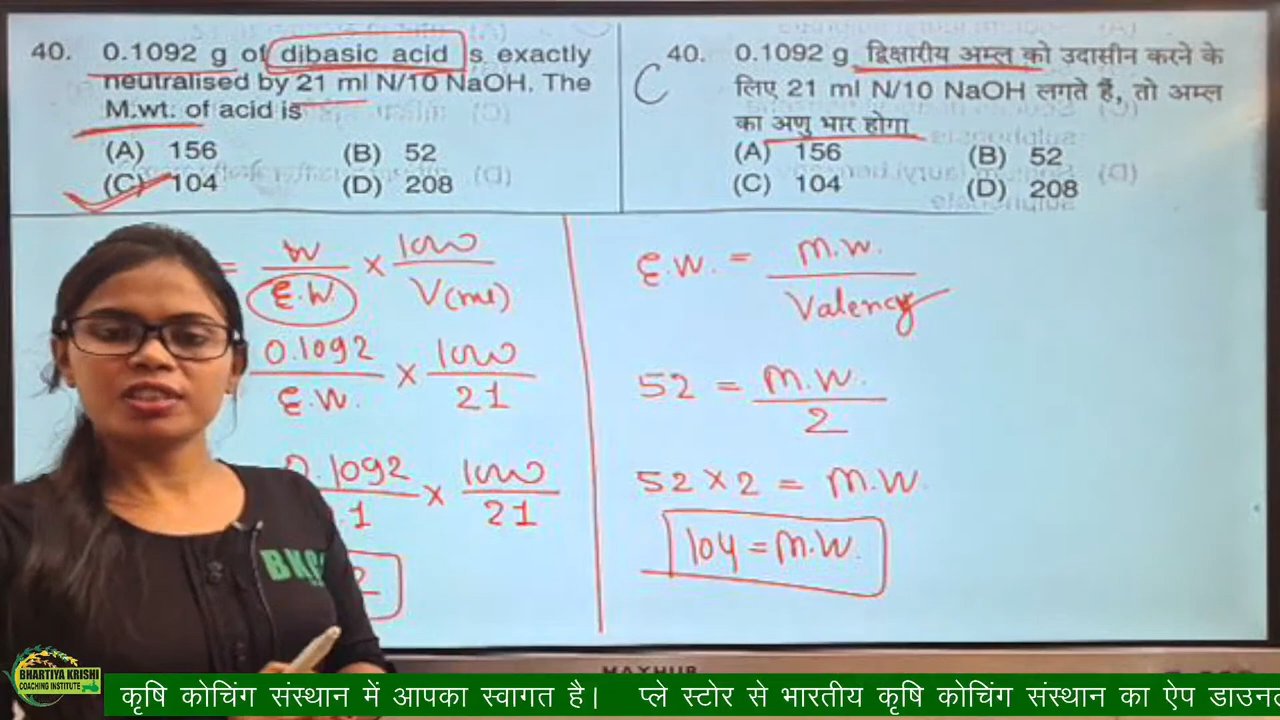 40. 0.1092 g of dibasic acid is exactly
neutralised by 21 ml N/10 NaOH. The
M.wt. of acid is
(A) 156 (B) 52
(C) 104 (D) 208
C
40. 0.1092 g द्विक्षारीय अम्ल को उदासीन करने के
लिए 21 ml N/10 NaOH लगते हैं, तो अम्ल
का अणु भार होगा
(A) 156 (B) 52
(C) 104 (D) 208
= W/E.W. × 1000/V(ml)
0.1092/E.W. × 1000/21
0.1092/.1 × 1000/21
2
E.W. = M.W./Valency
52 = M.W./2
52 × 2 = M.W.
104 = M.W.
BK
BHARTIYA KRISHI
COACHING INSTITUTE
MAXHUB
कृषि कोचिंग संस्थान में आपका स्वागत है। प्ले स्टोर से भारतीय कृषि कोचिंग संस्थान का ऐप